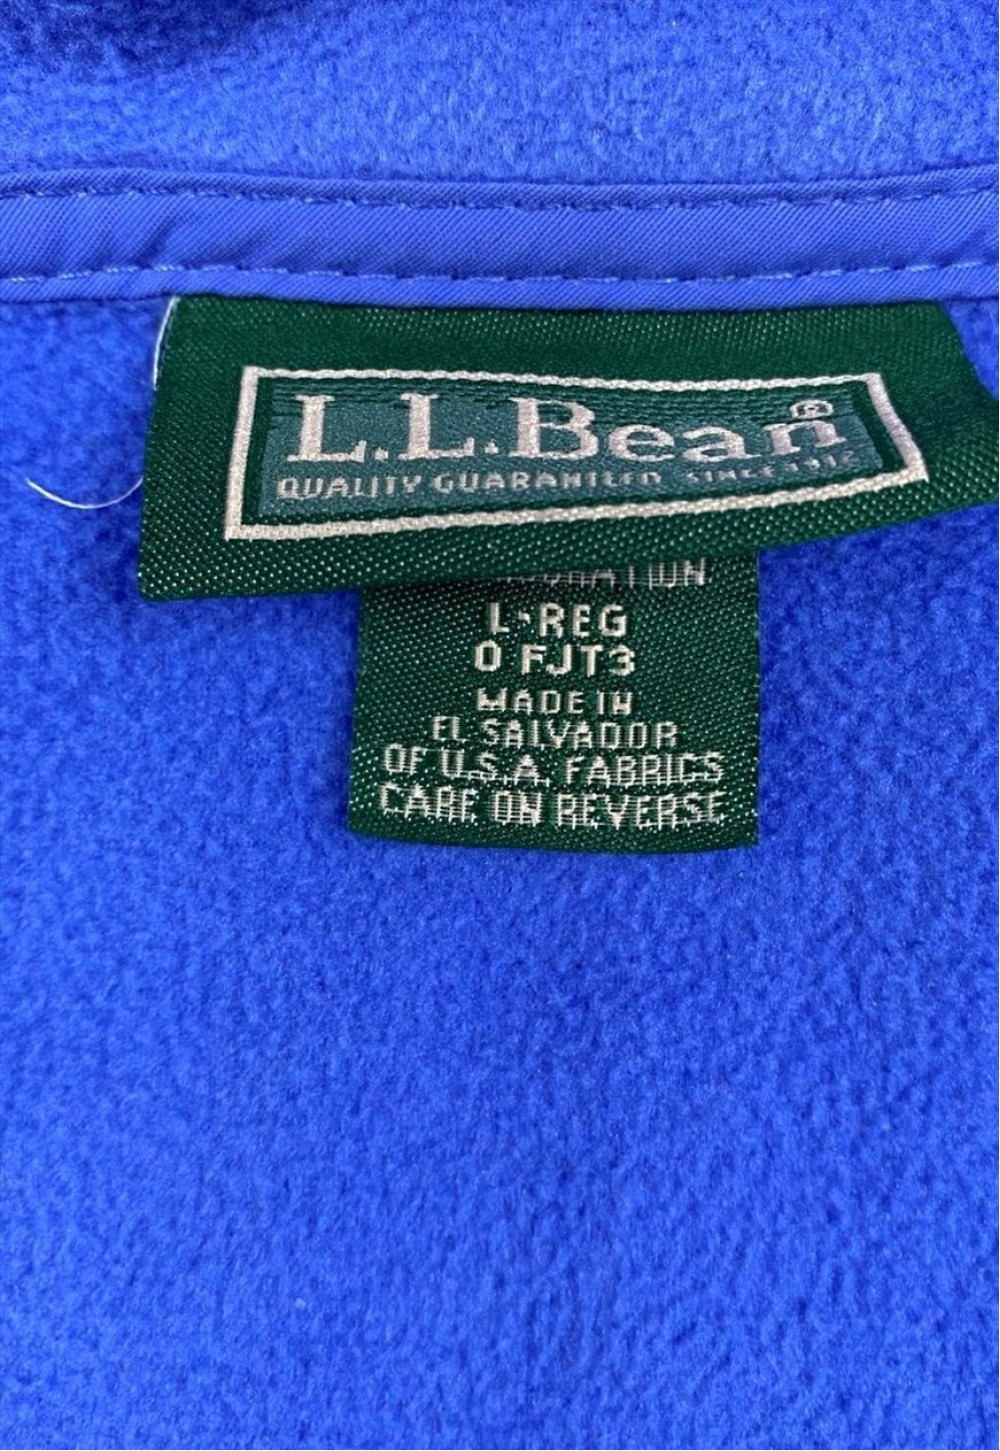 L.L.Bean®
QUALITY GUARANTEED SINCE 1912
L-REG
0 FJT3
MADE IN
EL SALVADOR
OF U.S.A. FABRICS
CARE ON REVERSE